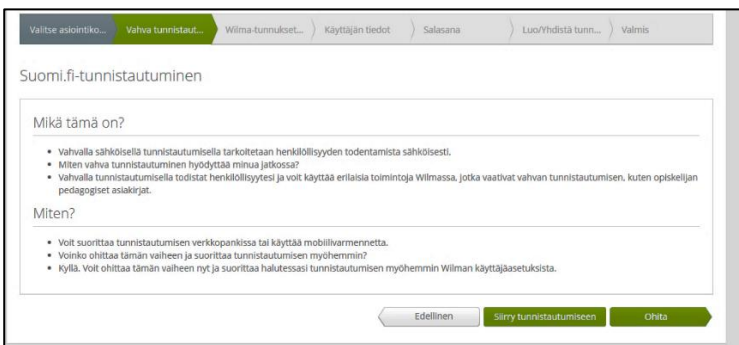 Valitse asiointiko...
Vahva tunnistaut...
Wilma-tunnukset...
Käyttäjän tiedot
Salasana
Luo/Yhdistä tunn...
Valmis
Suomi.fi-tunnistautuminen
Mikä tämä on?
Vahvalla sähköisellä tunnistautumisella tarkoitetaan henkilöllisyyden todentamista sähköisesti.
Miten vahva tunnistautuminen hyödyttää minua jatkossa?
Vahvalla tunnistautumisella todistat henkilöllisyytesi ja voit käyttää erilaisia toimintoja Wilmassa, jotka vaativat vahvan tunnistautumisen, kuten opiskelijan
pedagogiset asiakirjat.
Miten?
Voit suorittaa tunnistautumisen verkkopankissa tai käyttää mobiilivarmennetta.
Voinko ohittaa tämän vaiheen ja suorittaa tunnistautumisen myöhemmin?
Kyllä. Voit ohittaa tämän vaiheen nyt ja suorittaa halutessasi tunnistautumisen myöhemmin Wilman käyttäjäasetuksista.
Edellinen
Siirry tunnistautumiseen
Ohita